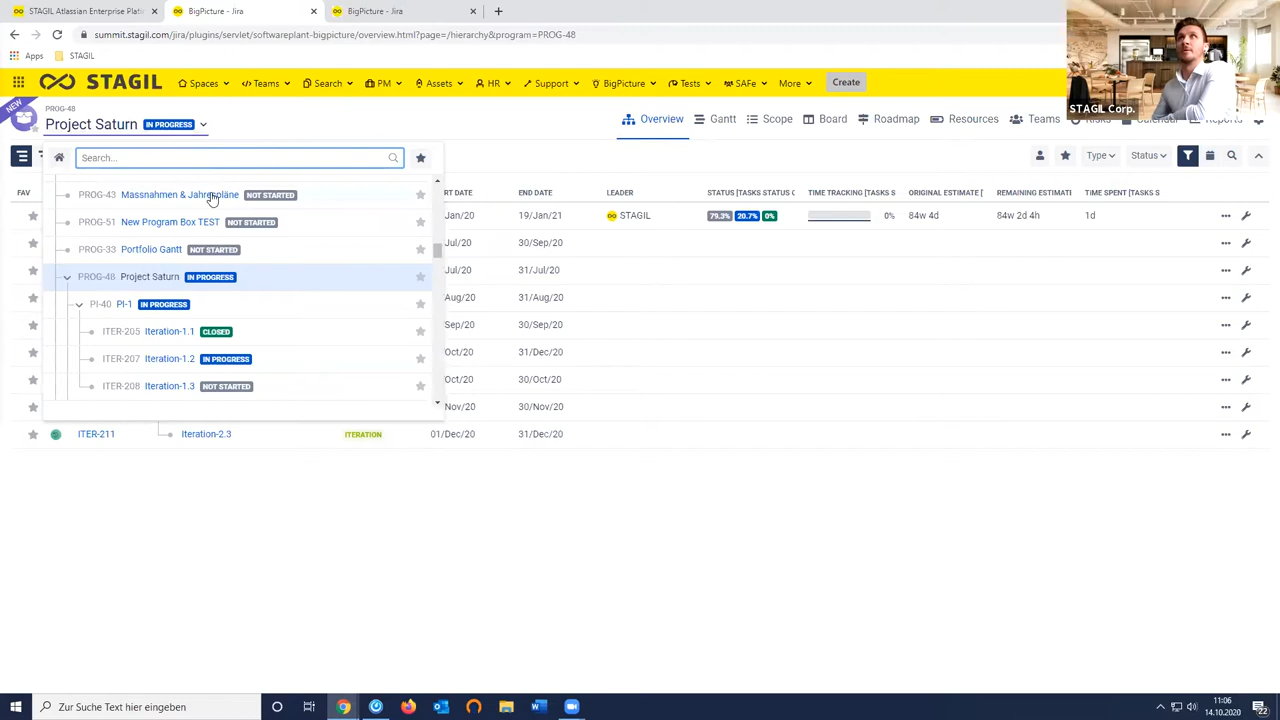 STAGIL Atlassian Enterprise Platf
BigPicture - Jira
BigPicture - Jira
summit.stagil.com/jira/plugins/servlet/softwareplant-bigpicture/overview.html?page=/
=PROG-48
Apps
STAGIL
STAGIL
Spaces
Teams
Search
PM
Assets
HR
Support
BigPicture
Tests
SAFe
More
Create
STAGIL Corp.
NEW
PROG-48
Project Saturn IN PROGRESS
Overview
Gantt
Scope
Board
Roadmap
Resources
Teams
Risks
Calendar
Reports
Search...
Type
Status
FAV
START DATE
END DATE
LEADER
STATUS [TASKS STATUS C
TIME TRACKING [TASKS S
ORIGINAL ESTIMATE [
REMAINING ESTIMATI
TIME SPENT [TASKS S
PROG-43 Massnahmen & Jahrespläne NOT STARTED
Jan/20 19/Jan/21 STAGIL 79.3% 20.7% 0% 0% 84w 4d 84w 2d 4h 1d
PROG-51 New Program Box TEST NOT STARTED
Jul/20 30/Sep/20
PROG-33 Portfolio Gantt NOT STARTED
Jul/20 31/Jul/20
PROG-48 Project Saturn IN PROGRESS
Aug/20 31/Aug/20
PI-40 PI-1 IN PROGRESS
Sep/20 30/Sep/20
ITER-205 Iteration-1.1 CLOSED
Oct/20 31/Dec/20
ITER-207 Iteration-1.2 IN PROGRESS
Oct/20 30/Oct/20
ITER-208 Iteration-1.3 NOT STARTED
Nov/20 30/Nov/20
ITER-211 Iteration-2.3 ITERATION 01/Dec/20 31/Dec/20
Zur Suche Text hier eingeben
11:06
14.10.2020
22